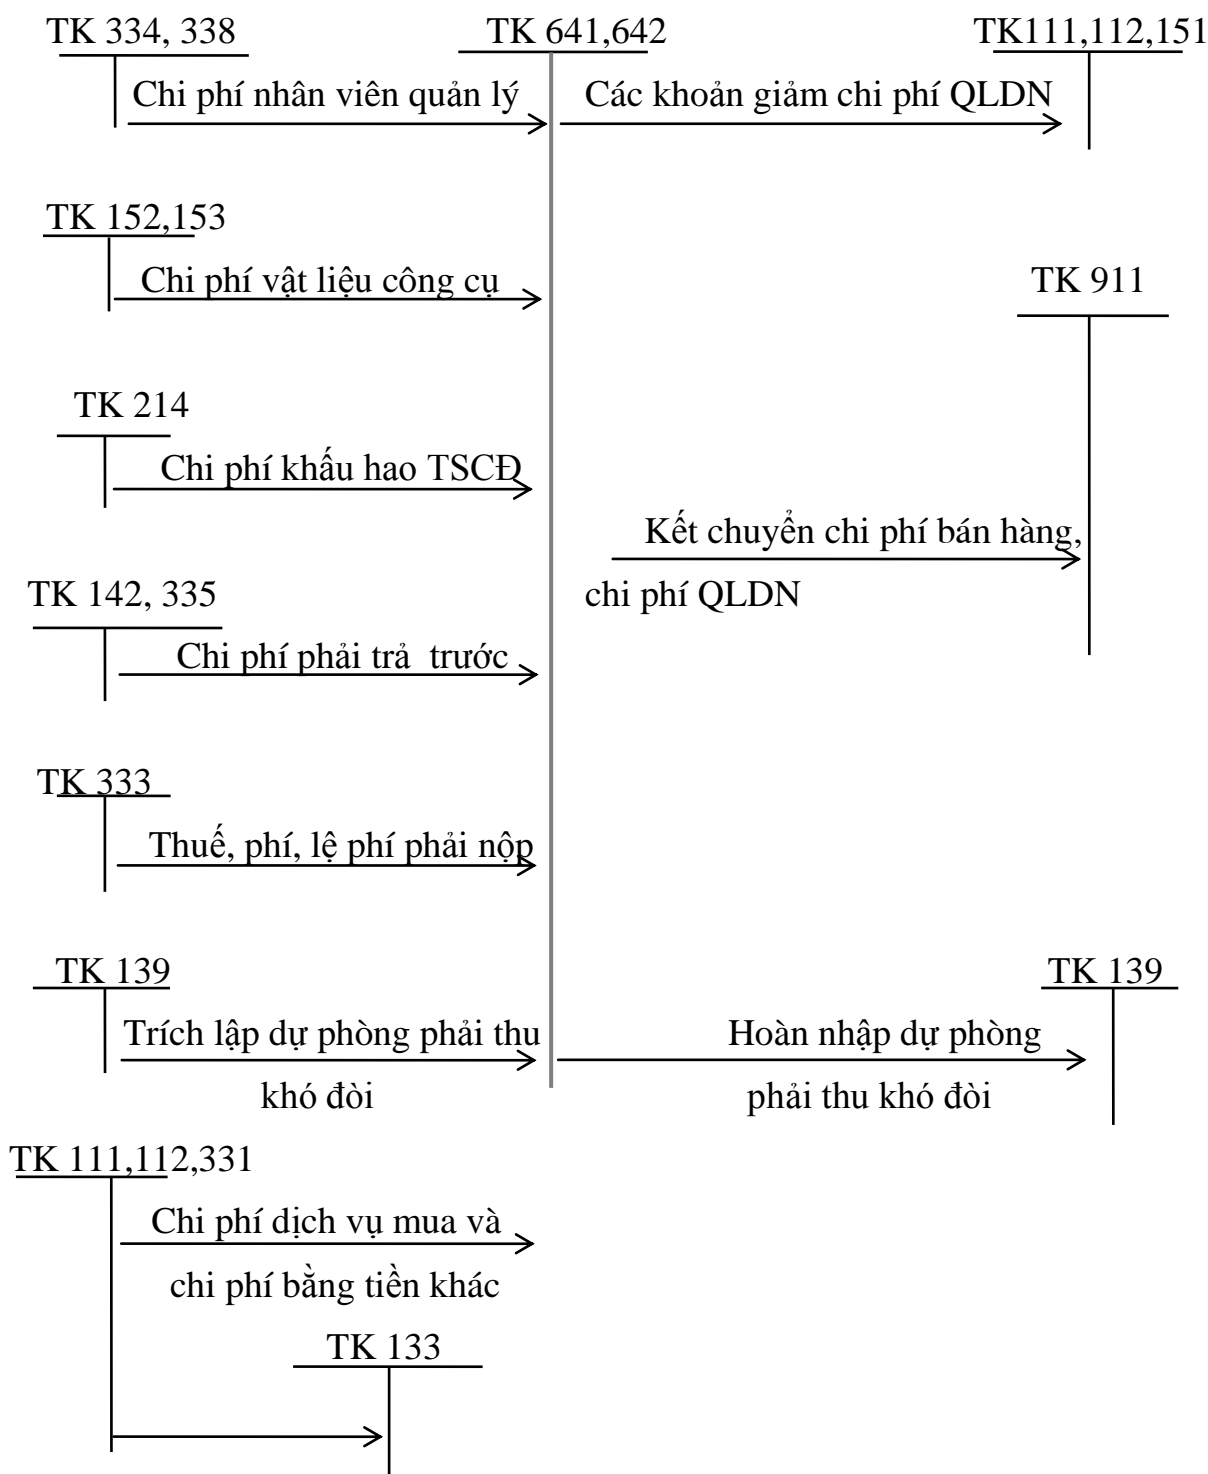 TK 334, 338
TK 641,642
TK111,112,151
Chi phí nhân viên quản lý
Các khoản giảm chi phí QLDN
TK 152,153
Chi phí vật liệu công cụ
TK 911
TK 214
Chi phí khấu hao TSCĐ
Kết chuyển chi phí bán hàng,
chi phí QLDN
TK 142, 335
Chi phí phải trả trước
TK 333
Thuế, phí, lệ phí phải nộp
TK 139
TK 139
Trích lập dự phòng phải thu
khó đòi
Hoàn nhập dự phòng
phải thu khó đòi
TK 111,112,331
Chi phí dịch vụ mua và
chi phí bằng tiền khác
TK 133